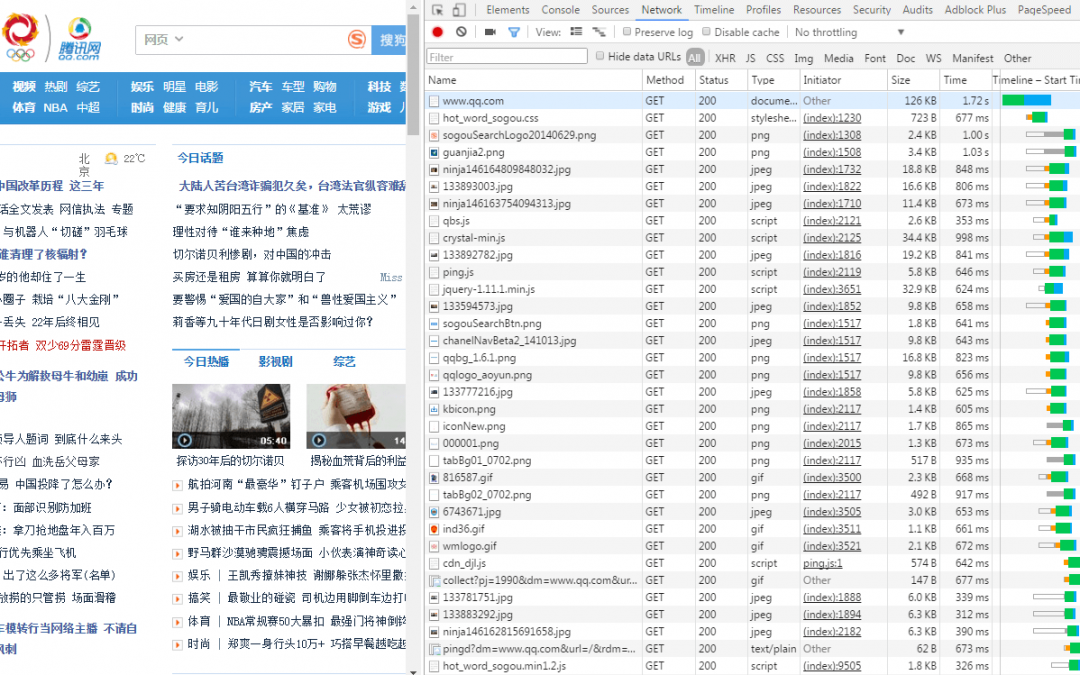 腾讯网
QQ.com
网页
搜狗
视频 热剧 综艺 娱乐 明星 电影 汽车 车型 购物 科技
体育 NBA 中超 时尚 健康 育儿 房产 家居 家电 游戏
北京 22℃
中国改革历程 这三年
话全文发表 网信执法 专题
与机器人“切磋”羽毛球
谁清理了核辐射?
岁的他却住了一生
小圈子 栽培“八大金刚”
丢失 22年后终相见
开拓者 双少69分雷霆晋级
公牛为解救母牛和幼崽 成功
母狮
领导人题词 到底什么来头
行凶 血洗岳父母家
易 中国投降了怎么办?
：面部识别防加班
：拿刀抢地盘年入百万
行优先乘坐飞机
出了这么多将军(名单)
放捞的只管捞 场面滑稽
主模转行当网络主播 不请自
讽刺
今日话题
大陆人苦台湾诈骗犯久矣，台湾法官纵容滩
“要求知阴阳五行”的《基准》 太荒谬
理性对待“谁来种地”焦虑
切尔诺贝利惨剧，对中国的冲击
买房还是租房 算算你就明白了 Miss
要警惕“爱国的自大家”和“兽性爱国主义”
莉香等九十年代日剧女性是否影响过你?
今日热播 影视剧 综艺
05:40
14
探访30年后的切尔诺贝 揭秘血荒背后的利益
航拍河南“最豪华”钉子户 乘客机场围攻女
男子骑电动车载6人横穿马路 少女被初恋拉
湖水被抽干市民疯狂捕鱼 乘客将手机投进投
野马群沙漠驰骋震撼场面 小伙表演神奇读心
娱乐 | 王凯秀撞妹神技 谢娜躲张杰怀里撒
搞笑 | 最敬业的碰瓷 司机边用脚倒车边打
体育 | NBA常规赛50大暴扣 最强门将神倒钩
时尚 | 郑爽一身行头10万+ 巧搭早餐越吃越
Elements Console Sources Network Timeline Profiles Resources Security Audits Adblock Plus PageSpeed
View: Preserve log Disable cache No throttling
Filter Hide data URLs All XHR JS CSS Img Media Font Doc WS Manifest Other
Name Method Status Type Initiator Size Time Timeline – Start Tim
www.qq.com GET 200 docume... Other 126 KB 1.72 s
hot_word_sogou.css GET 200 styleshe... (index):1230 723 B 677 ms
sogouSearchLogo20140629.png GET 200 png (index):1308 2.4 KB 1.00 s
guanjia2.png GET 200 png (index):1508 3.4 KB 1.03 s
ninja146164809848032.jpg GET 200 jpeg (index):1732 18.8 KB 848 ms
133893003.jpg GET 200 jpeg (index):1822 16.6 KB 806 ms
ninja146163754094313.jpg GET 200 jpeg (index):1710 11.4 KB 673 ms
qbs.js GET 200 script (index):2121 2.6 KB 353 ms
crystal-min.js GET 200 script (index):2125 34.4 KB 998 ms
133892782.jpg GET 200 jpeg (index):1816 19.2 KB 841 ms
ping.js GET 200 script (index):2119 5.8 KB 646 ms
jquery-1.11.1.min.js GET 200 script (index):3651 32.9 KB 624 ms
133594573.jpg GET 200 jpeg (index):1852 9.8 KB 658 ms
sogouSearchBtn.png GET 200 png (index):1517 1.8 KB 641 ms
chanelNavBeta2_141013.jpg GET 200 jpeg (index):1517 9.8 KB 643 ms
qqbg_1.6.1.png GET 200 png (index):1517 16.8 KB 823 ms
qqlogo_aoyun.png GET 200 png (index):1517 9.8 KB 656 ms
133777216.jpg GET 200 jpeg (index):1858 5.8 KB 625 ms
kbicon.png GET 200 png (index):2117 1.4 KB 605 ms
iconNew.png GET 200 png (index):2117 1.7 KB 865 ms
000001.png GET 200 png (index):2015 1.3 KB 673 ms
tabBg01_0702.png GET 200 png (index):2117 517 B 935 ms
816587.gif GET 200 gif (index):3500 2.3 KB 668 ms
tabBg02_0702.png GET 200 png (index):2117 492 B 917 ms
6743671.jpg GET 200 jpeg (index):3505 3.0 KB 653 ms
ind36.gif GET 200 gif (index):3511 1.1 KB 661 ms
wmlogo.gif GET 200 gif (index):3521 2.1 KB 672 ms
cdn_djl.js GET 200 script ping.js:1 574 B 642 ms
collect?pj=1990&dm=www.qq.com&ur... GET 200 gif Other 147 B 677 ms
133781751.jpg GET 200 jpeg (index):1888 6.0 KB 339 ms
133883292.jpg GET 200 jpeg (index):1894 6.3 KB 312 ms
ninja146162815691658.jpg GET 200 jpeg (index):2182 6.3 KB 390 ms
pingd?dm=www.qq.com&url=/&rdm=... GET 200 text/plain Other 62 B 673 ms
hot_word_sogou.min1.2.js GET 200 script (index):9505 1.8 KB 326 ms